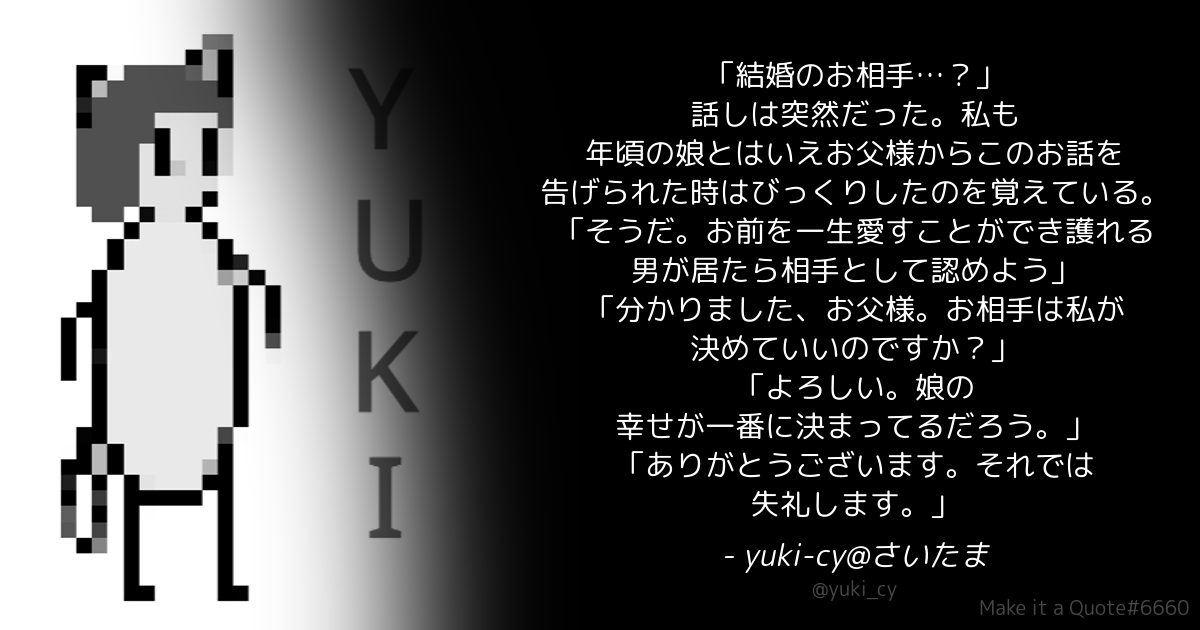 YUKI
「結婚のお相手…？」
話しは突然だった。私も
年頃の娘とはいえお父様からこのお話を
告げられた時はびっくりしたのを覚えている。
「そうだ。お前を一生愛すことができ護れる
男が居たら相手として認めよう」
「分かりました、お父様。お相手は私が
決めていいのですか？」
「よろしい。娘の
幸せが一番に決まってるだろう。」
「ありがとうございます。それでは
失礼します。」
- yuki-cy@さいたま
@yuki_cy
Make it a Quote#6660